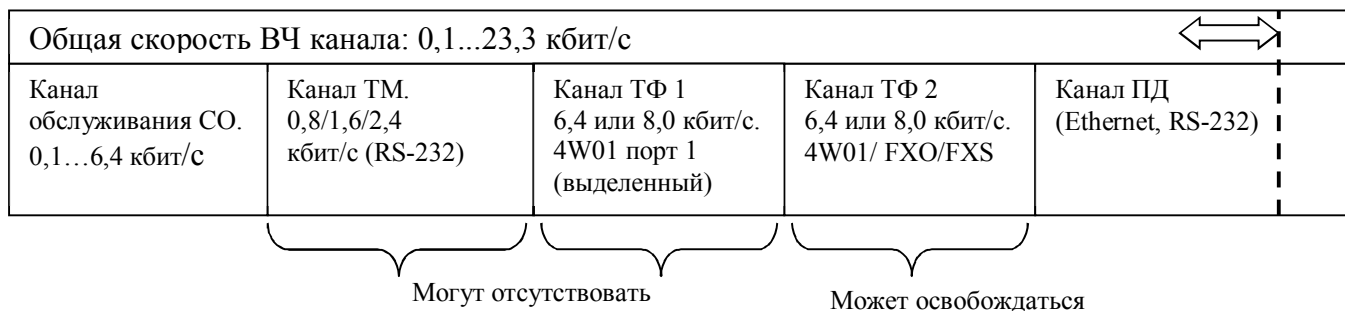 Общая скорость ВЧ канала: 0,1...23,3 кбит/с
Канал
обслуживания СО.
0,1…6,4 кбит/с
Канал ТМ.
0,8/1,6/2,4
кбит/с (RS-232)
Канал ТФ 1
6,4 или 8,0 кбит/с.
4W01 порт 1
(выделенный)
Канал ТФ 2
6,4 или 8,0 кбит/с.
4W01/ FXO/FXS
Канал ПД
(Ethernet, RS-232)
Могут отсутствовать
Может освобождаться